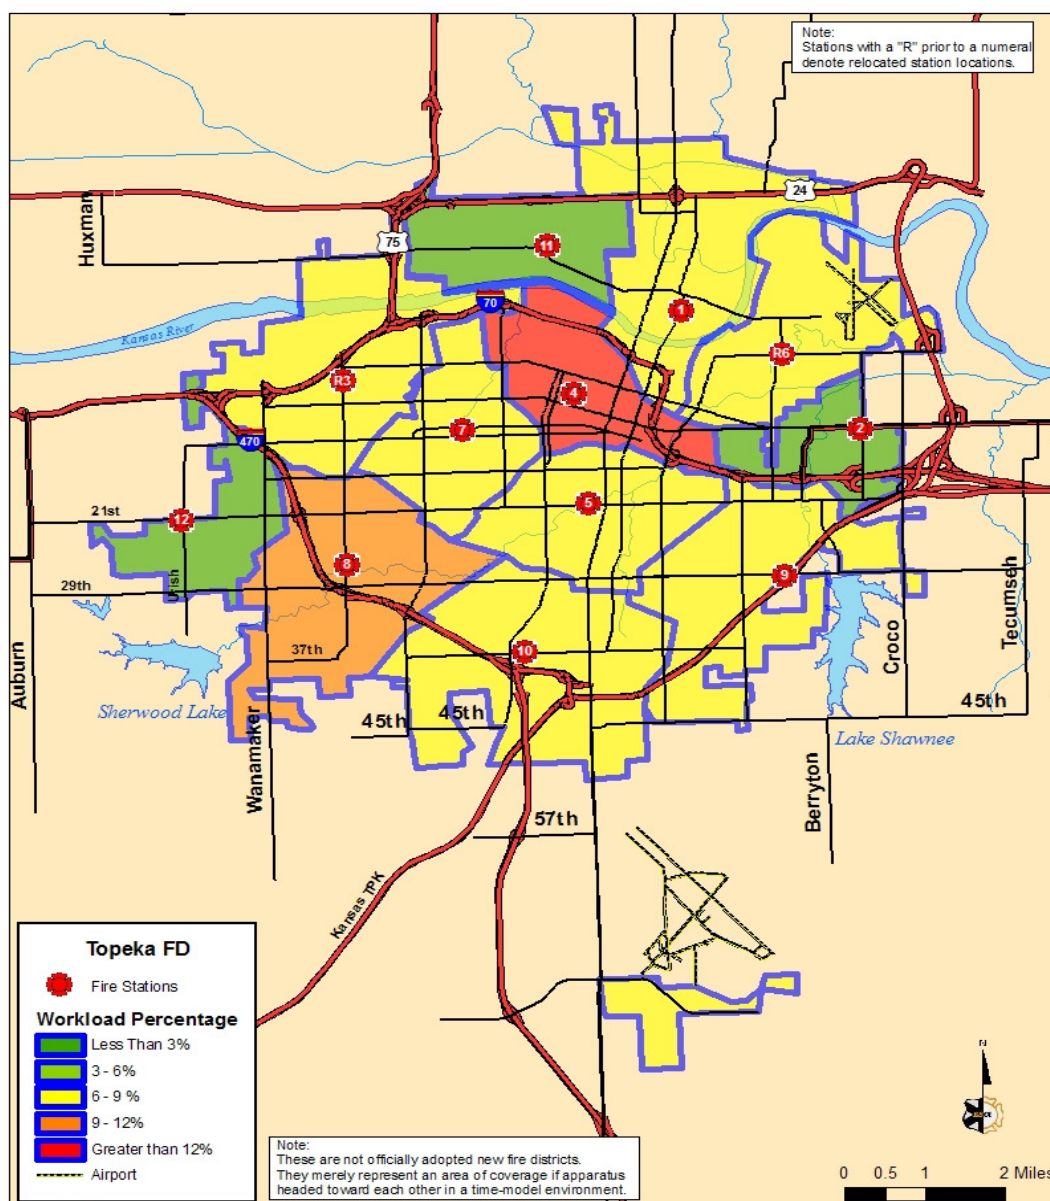 Note:
Stations with a "R" prior to a numeral
denote relocated station locations.
24
Huxman
75
11
70
Kansas River
1
R6
R3
4
7
2
470
21st
12
5
8
9
29th
Urish
Tecumseh
Croco
Auburn
37th
10
Sherwood Lake
45th
45th
45th
Wanamaker
Lake Shawnee
Berryton
57th
Kansas TPK
Topeka FD
Fire Stations
Workload Percentage
Less Than 3%
3 - 6%
6 - 9 %
9 - 12%
Greater than 12%
Airport
N
Note:
These are not officially adopted new fire districts.
They merely represent an area of coverage if apparatus
headed toward each other in a time-model environment.
0 0.5 1 2 Miles